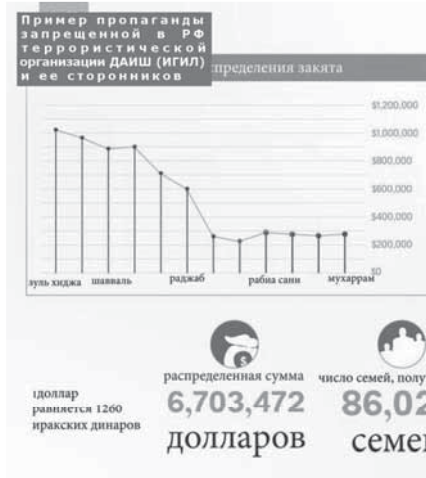 Пример пропаганды
запрещенной в РФ
террористической
организации ДАИШ (ИГИЛ)
и ее сторонников
спределения закята
$1,200,000
$1,000,000
$800,000
$600,000
$400,000
$200,000
$0
зуль хиджа шавваль раджаб рабиа сани мухаррам
распределенная сумма число семей, полу
1доллар
равняется 1260
иракских динаров
6,703,472
долларов
86,02
семе